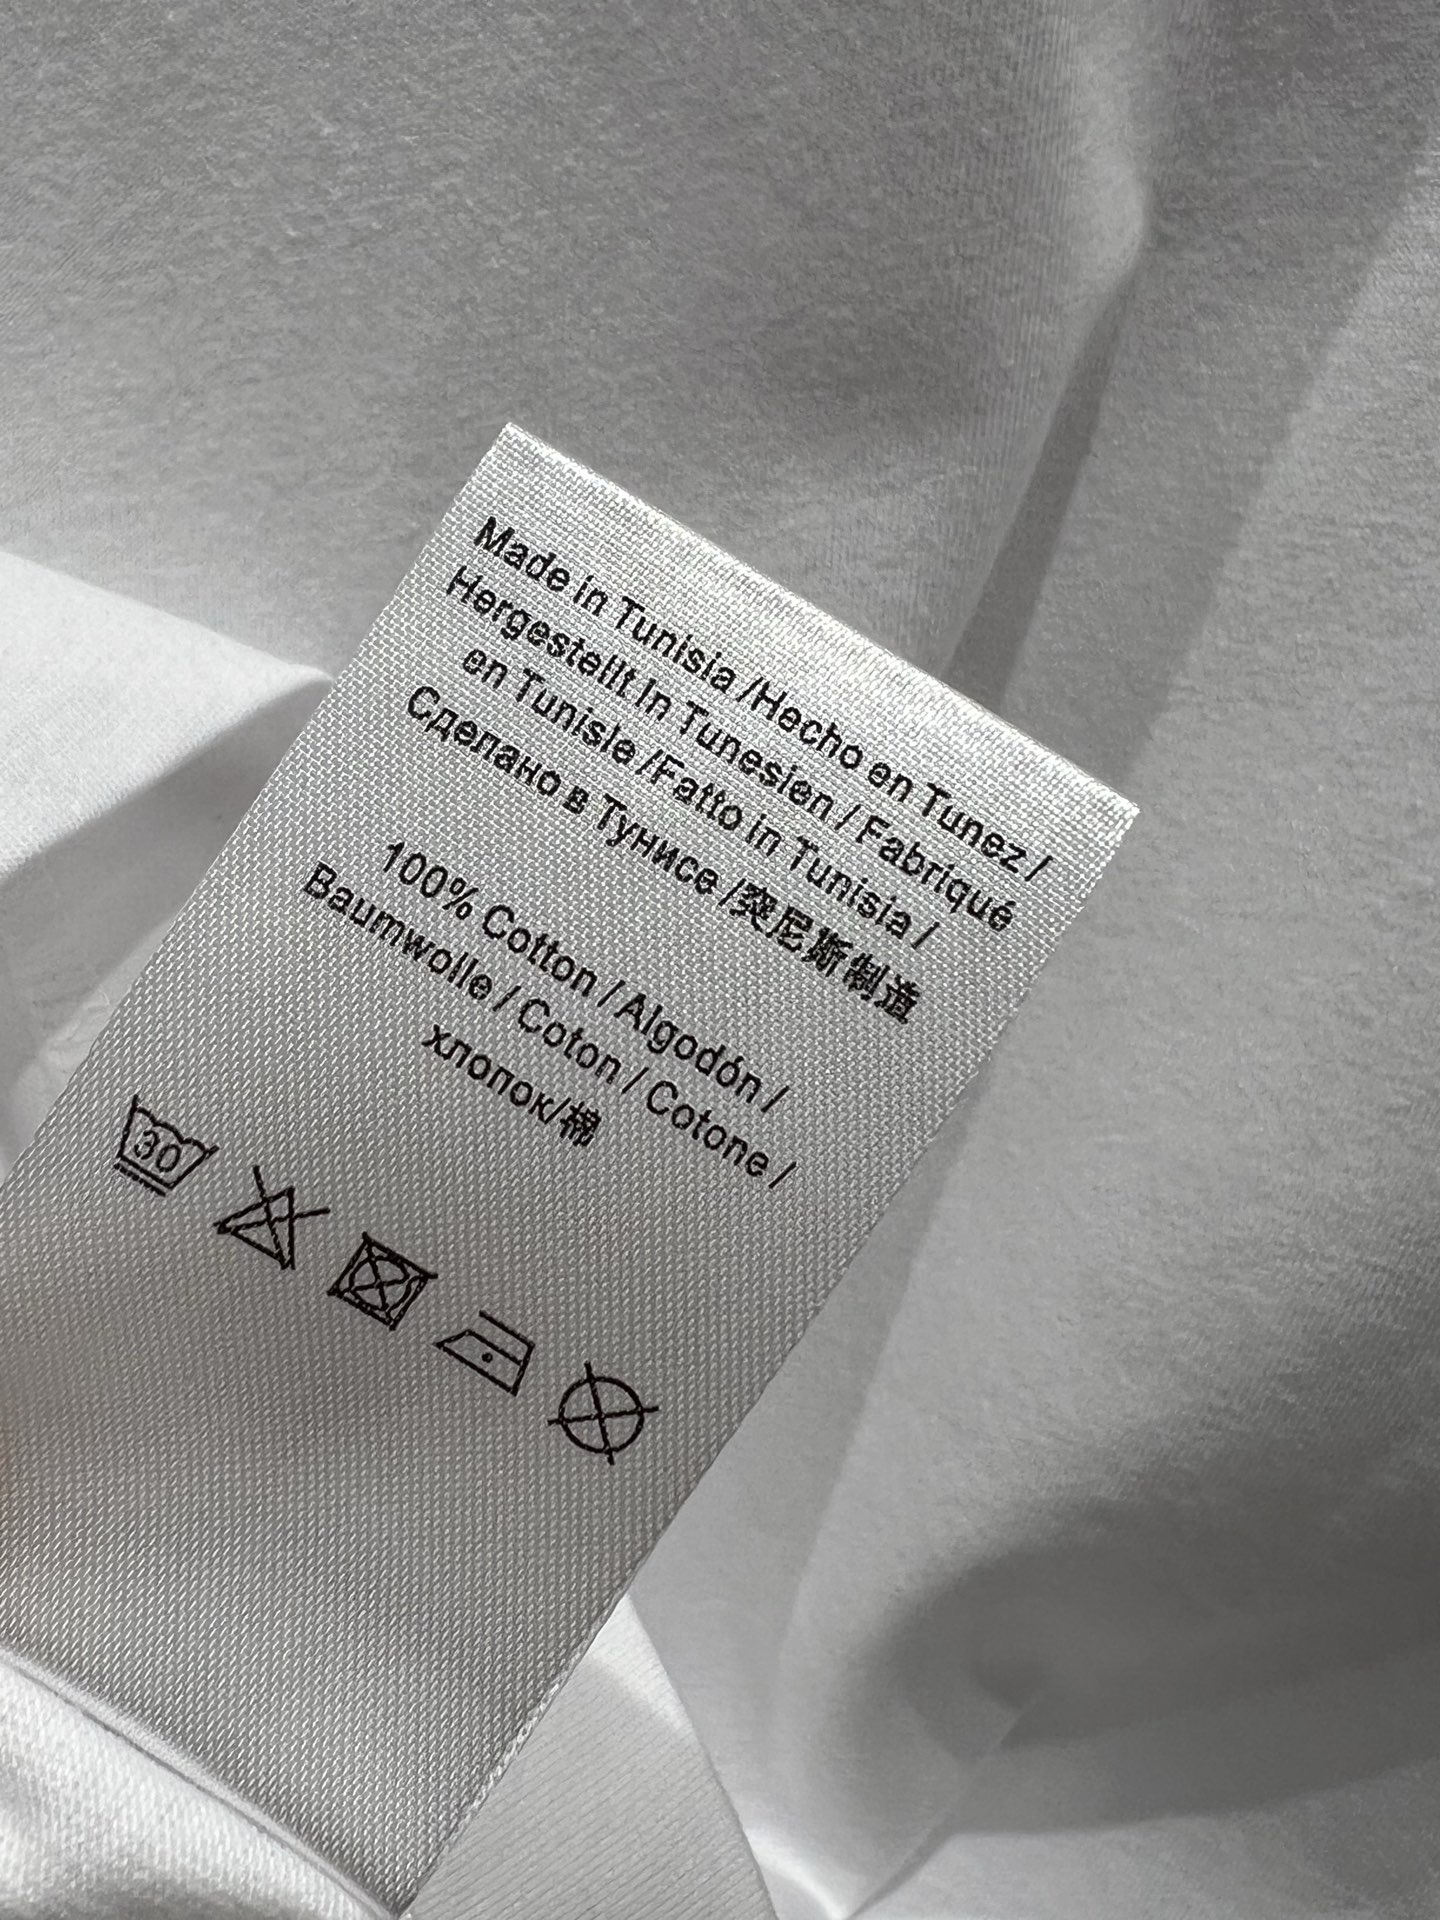 Made in Tunisia /Hecho en Tunez /
Hergestellt in Tunesien / Fabriqué
en Tunisie /Fatto in Tunisia /
Сделано в Тунисе /突尼斯制造
100% Cotton / Algodón /
Baumwolle / Coton / Cotone /
хлопок/棉
30